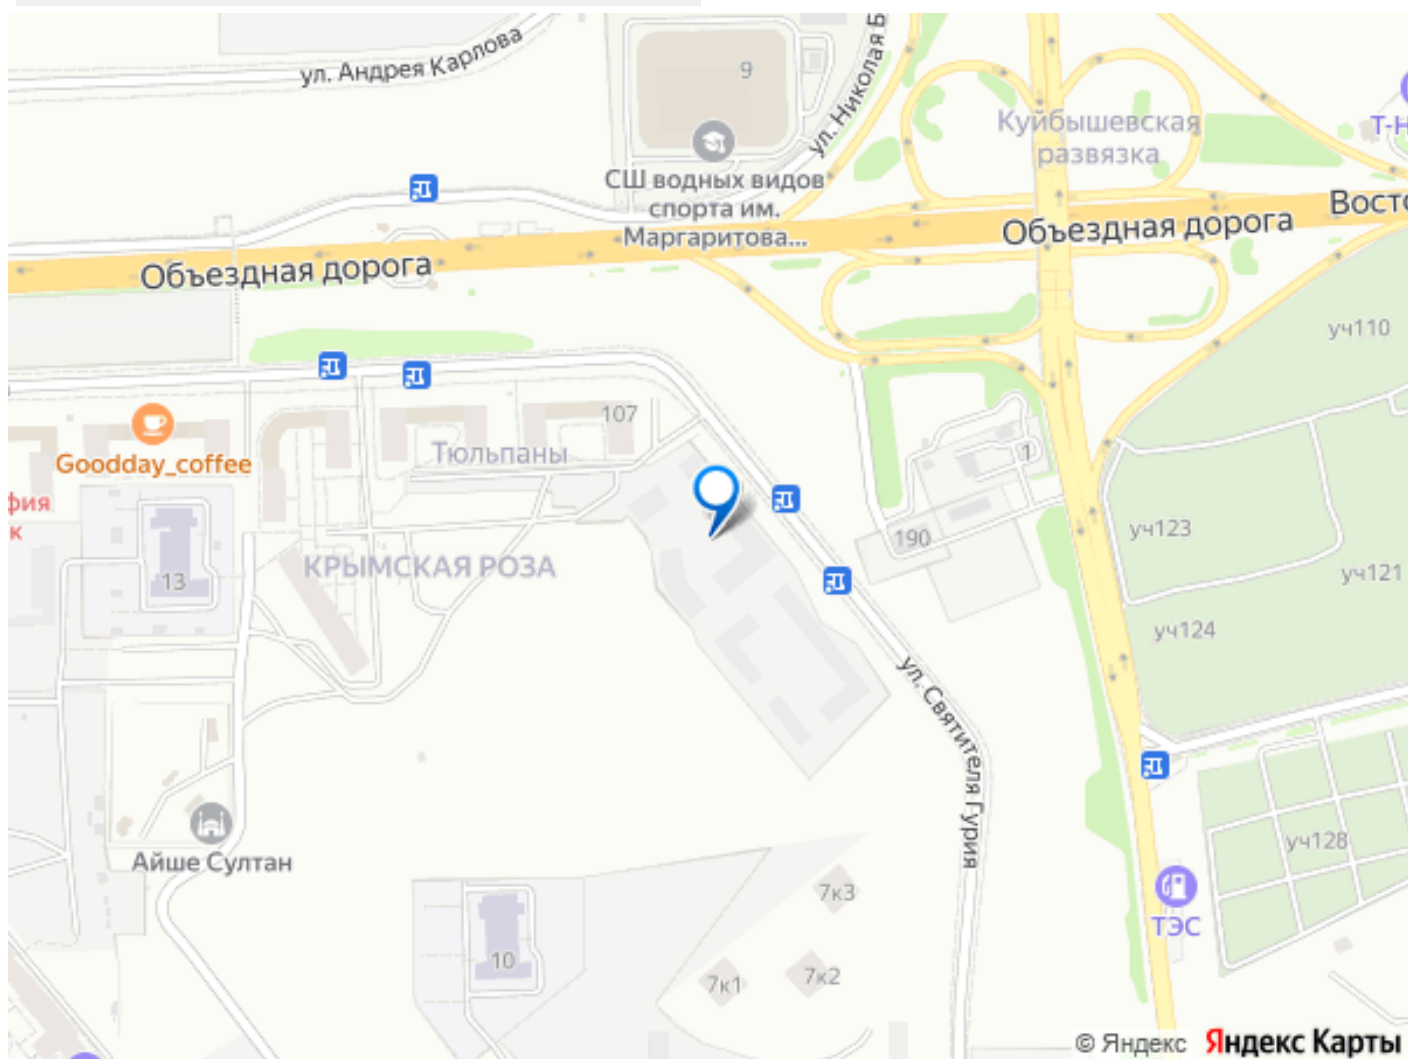 ул. Андрея Карлова
9
ул. Николая Б
Куйбышевская
развязка
Т-Н
СШ водных видов
спорта им.
Маргаритова...
Восто
Объездная дорога
Объездная дорога
уч110
107
Тюльпаны
Goodday_coffee
фия
к
1
190
уч123
КРЫМСКАЯ РОЗА
13
уч121
уч124
ул. Святителя Гурия
Айше Султан
уч128
7к3
ТЭС
10
7к1
7к2
© Яндекс
Яндекс Карты